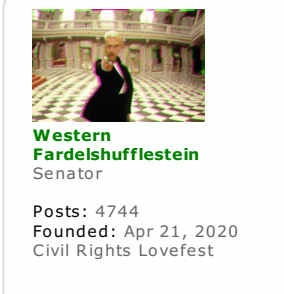 Western
Fardelshufflestein
Senator
Posts: 4744
Founded: Apr 21, 2020
Civil Rights Lovefest